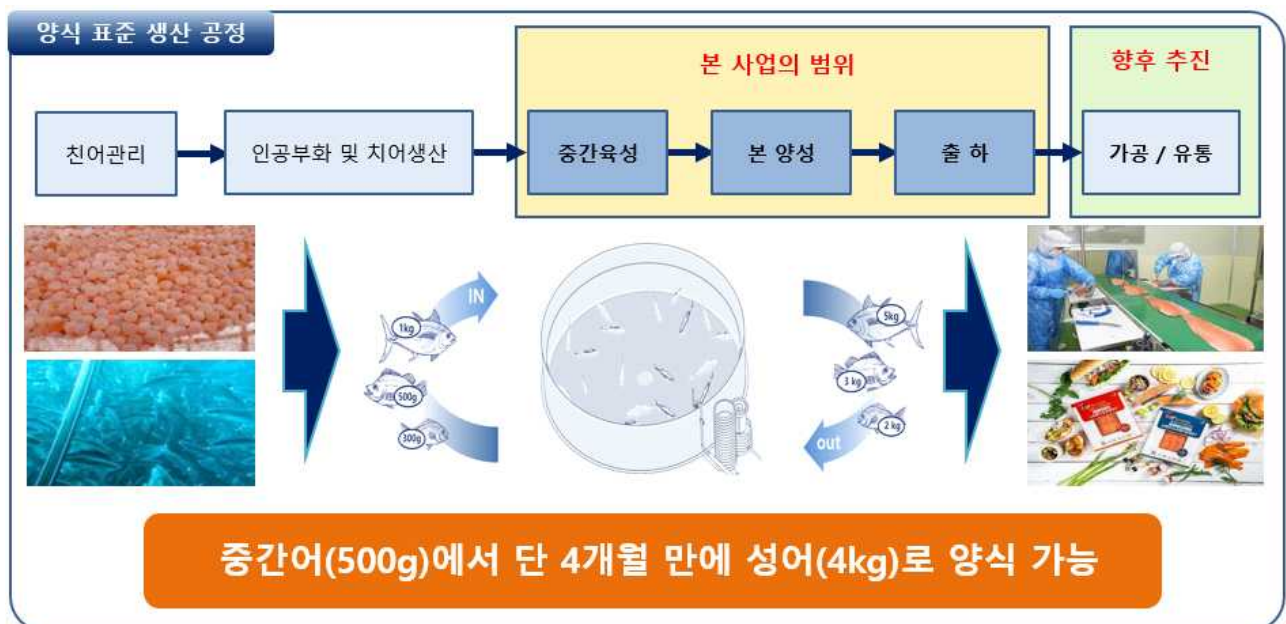 양식 표준 생산 공정
본 사업의 범위
향후 추진
친어관리
인공부화 및 치어생산
중간육성
본 양성
출 하
가공 / 유통
IN
1kg
500g
300g
5kg
3 kg
2 kg
out
중간어(500g)에서 단 4개월 만에 성어(4kg)로 양식 가능